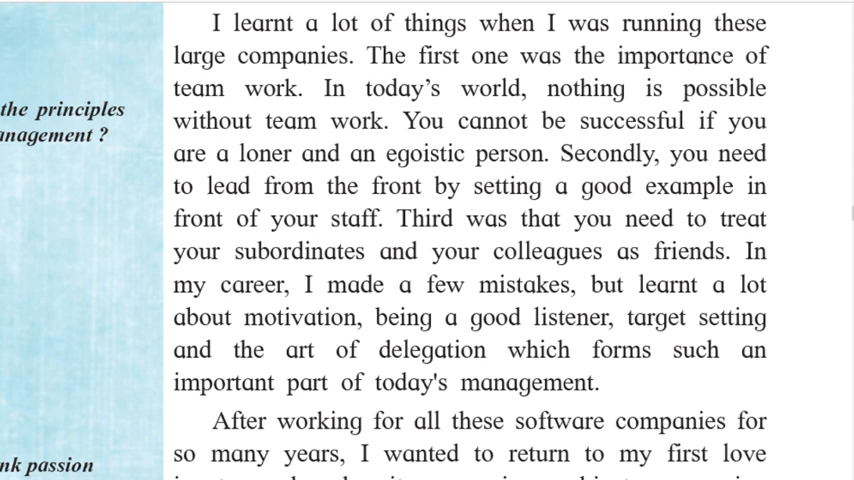 I learnt a lot of things when I was running these
large companies. The first one was the importance of
team work. In today’s world, nothing is possible
the principles
without team work. You cannot be successful if you
anagement ?
are a loner and an egoistic person. Secondly, you need
to lead from the front by setting a good example in
front of your staff. Third was that you need to treat
your subordinates and your colleagues as friends. In
my career, I made a few mistakes, but learnt a lot
about motivation, being a good listener, target setting
and the art of delegation which forms such an
important part of today's management.
After working for all these software companies for
so many years, I wanted to return to my first love
nk passion